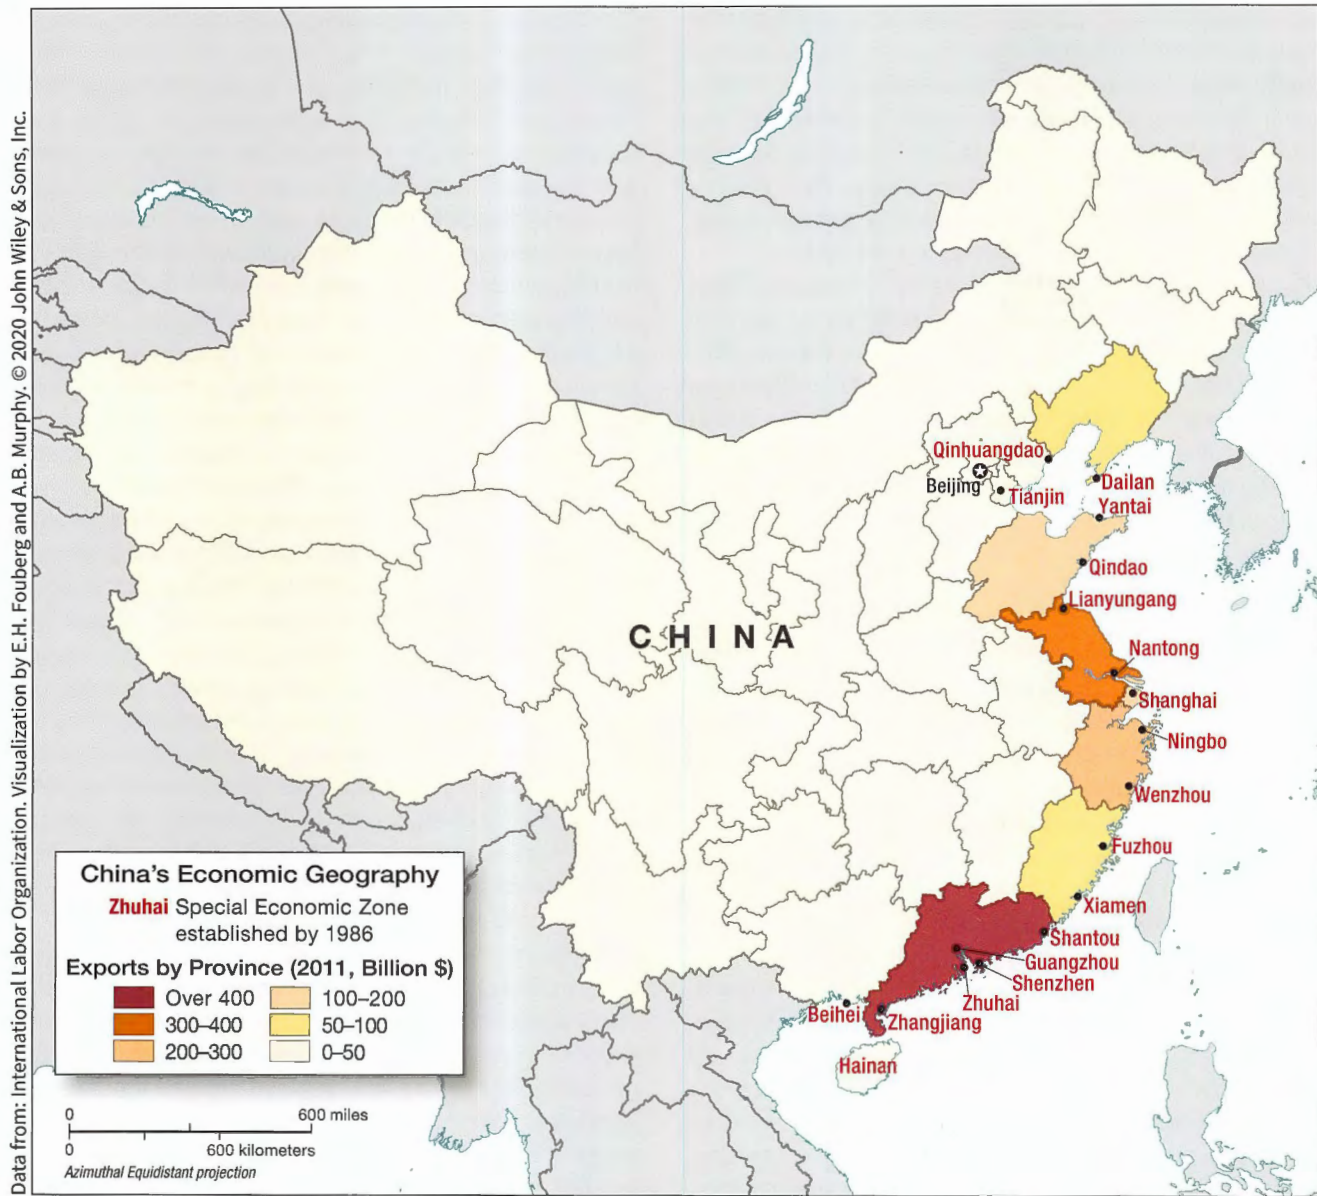 Data from: International Labor Organization. Visualization by E.H. Fouberg and A.B. Murphy. © 2020 John Wiley & Sons, Inc.
Qinhuangdao
Beijing
Tianjin
Dailan
Yantai
Qindao
Lianyungang
CHINA
Nantong
Shanghai
Ningbo
Wenzhou
Fuzhou
Xiamen
Shantou
Guangzhou
Shenzhen
Zhuhai
Beihei
Zhangjiang
Hainan
China's Economic Geography
Zhuhai Special Economic Zone
established by 1986
Exports by Province (2011, Billion $)
Over 400 100–200
300–400 50–100
200–300 0–50
0 600 miles
0 600 kilometers
Azimuthal Equidistant projection